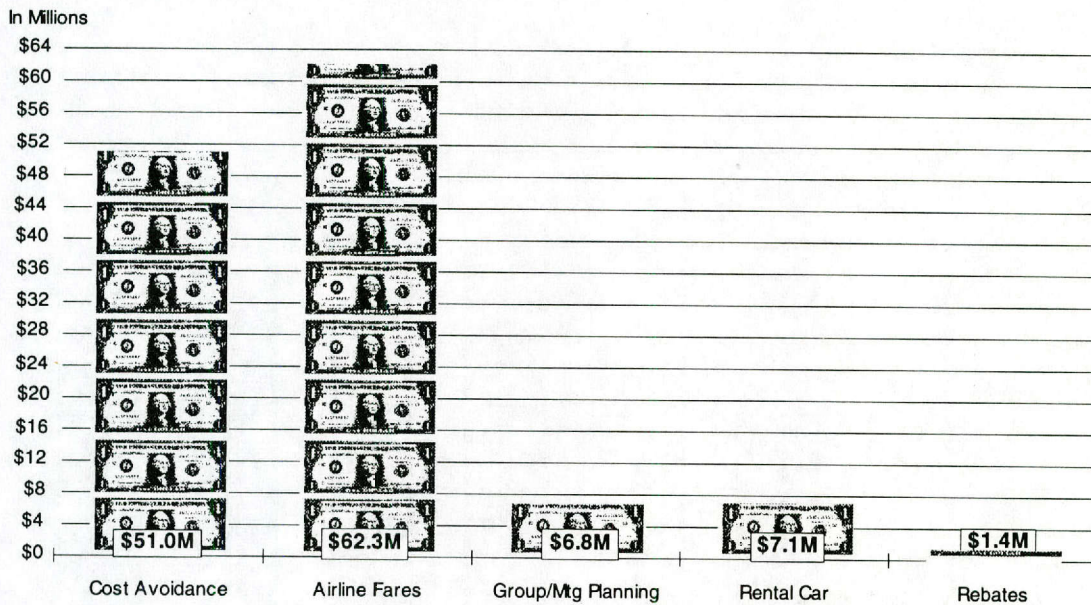 In Millions
$64
$60
$56
$52
$48
$44
$40
$36
$32
$28
$24
$20
$16
$12
$8
$4
$0
$51.0M
$62.3M
$6.8M
$7.1M
$1.4M
Cost Avoidance
Airline Fares
Group/Mtg Planning
Rental Car
Rebates